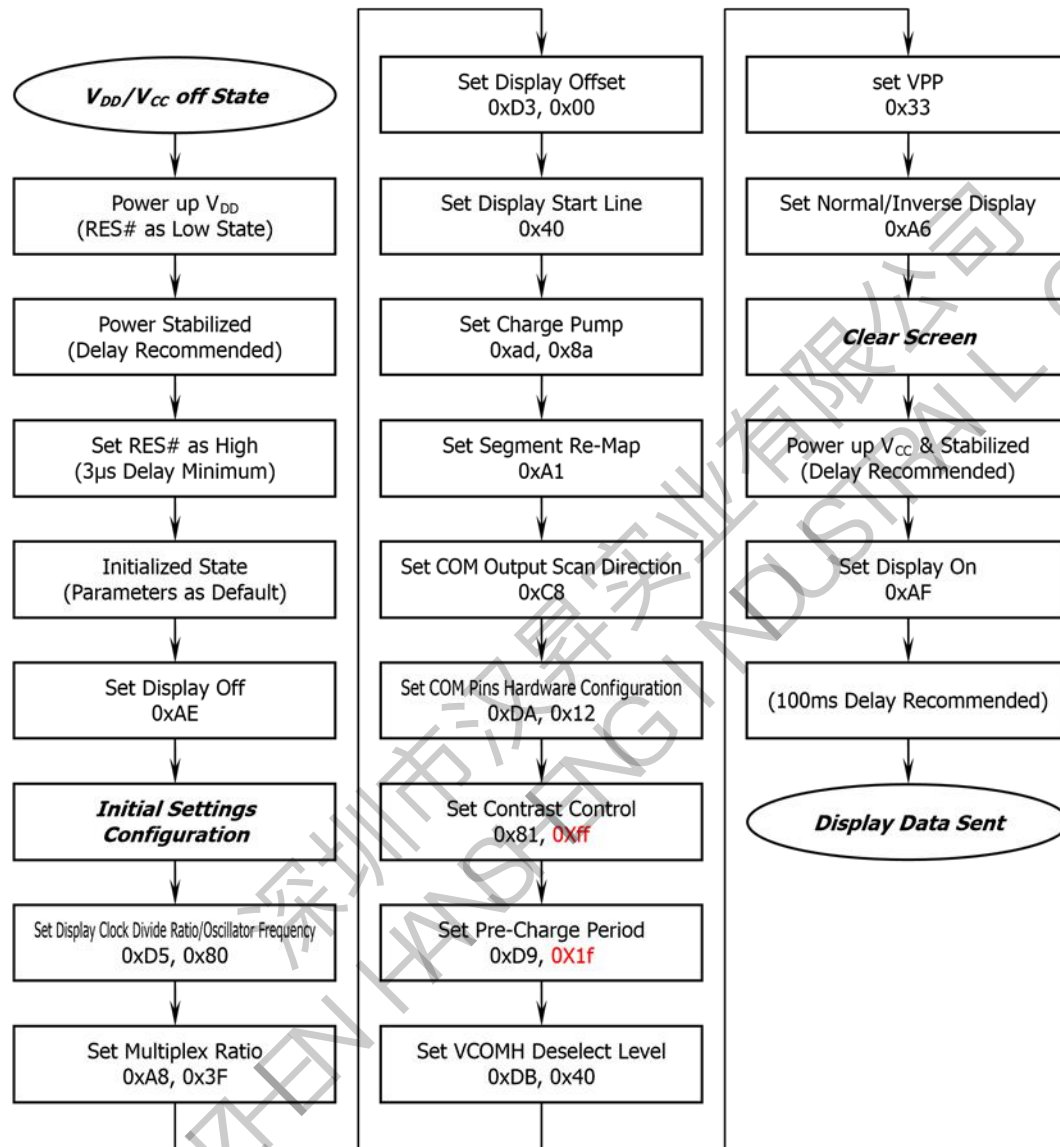 V_DD/V_CC off State
Power up V_DD
(RES# as Low State)
Power Stabilized
(Delay Recommended)
Set RES# as High
(3μs Delay Minimum)
Initialized State
(Parameters as Default)
Set Display Off
0xAE
Initial Settings
Configuration
Set Display Clock Divide Ratio/Oscillator Frequency
0xD5, 0x80
Set Multiplex Ratio
0xA8, 0x3F
Set Display Offset
0xD3, 0x00
Set Display Start Line
0x40
Set Charge Pump
0xad, 0x8a
Set Segment Re-Map
0xA1
Set COM Output Scan Direction
0xC8
Set COM Pins Hardware Configuration
0xDA, 0x12
Set Contrast Control
0x81, 0Xff
Set Pre-Charge Period
0xD9, 0X1f
Set VCOMH Deselect Level
0xDB, 0x40
set VPP
0x33
Set Normal/Inverse Display
0xA6
Clear Screen
Power up V_CC & Stabilized
(Delay Recommended)
Set Display On
0xAF
(100ms Delay Recommended)
Display Data Sent
深圳市汉昇实业有限公司
ZHEN HANSHENG INDUSTRIAL